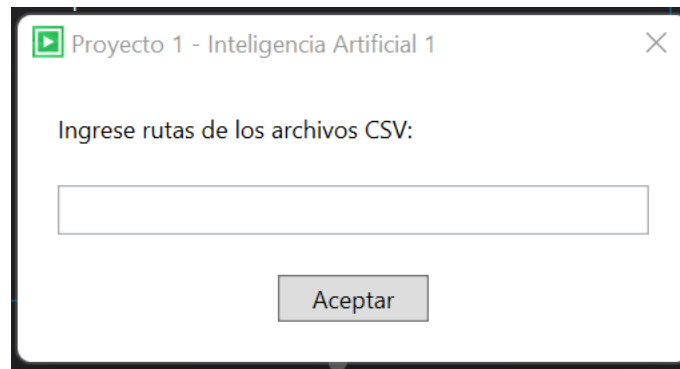 Proyecto 1 - Inteligencia Artificial 1
Ingrese rutas de los archivos CSV:
Aceptar